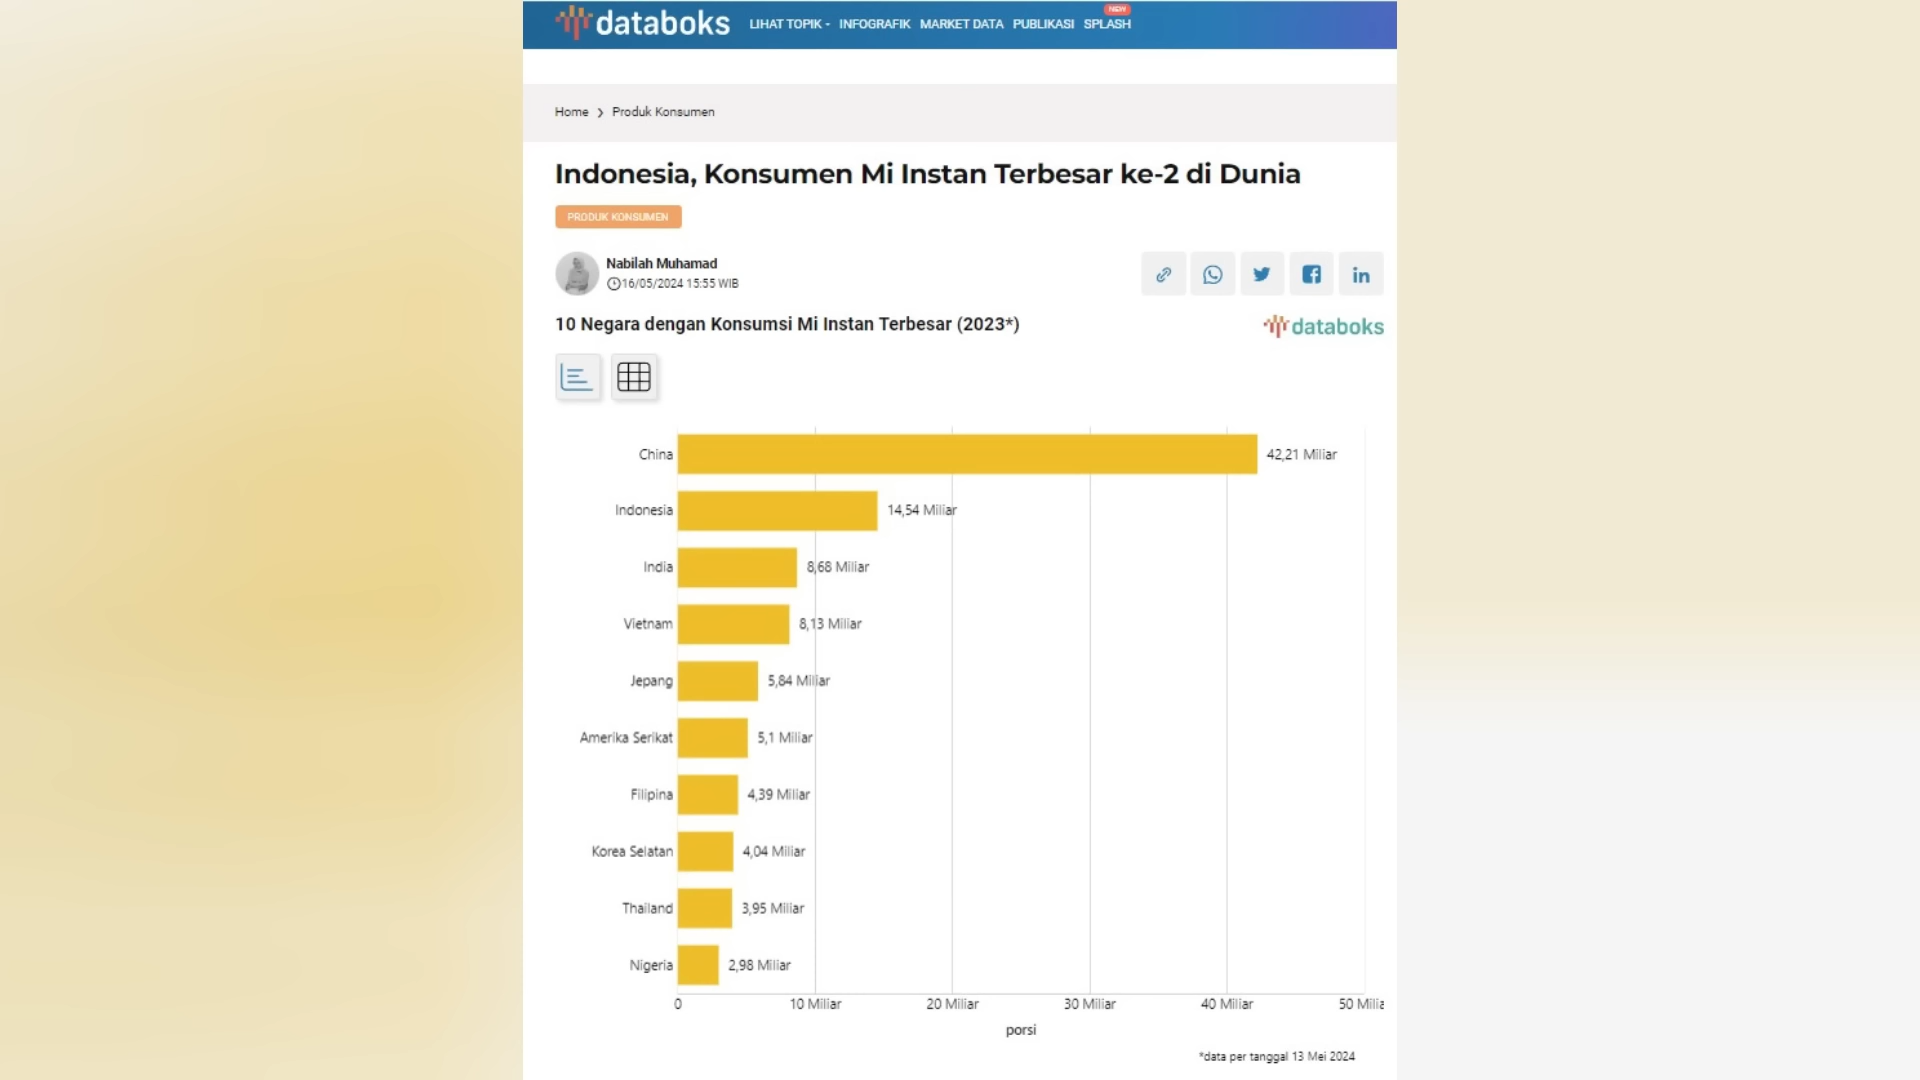 databoks
LIHAT TOPIK INFOGRAFIK MARKET DATA PUBLIKASI SPLASH
NEW
Home > Produk Konsumen
Indonesia, Konsumen Mi Instan Terbesar ke-2 di Dunia
PRODUK KONSUMEN
Nabilah Muhamad
16/05/2024 15:55 WIB
10 Negara dengan Konsumsi Mi Instan Terbesar (2023*)
databoks
China 42,21 Miliar
Indonesia 14,54 Miliar
India 8,68 Miliar
Vietnam 8,13 Miliar
Jepang 5,84 Miliar
Amerika Serikat 5,1 Miliar
Filipina 4,39 Miliar
Korea Selatan 4,04 Miliar
Thailand 3,95 Miliar
Nigeria 2,98 Miliar
0 10 Miliar 20 Miliar 30 Miliar 40 Miliar 50 Milia
porsi
*data per tanggal 13 Mei 2024